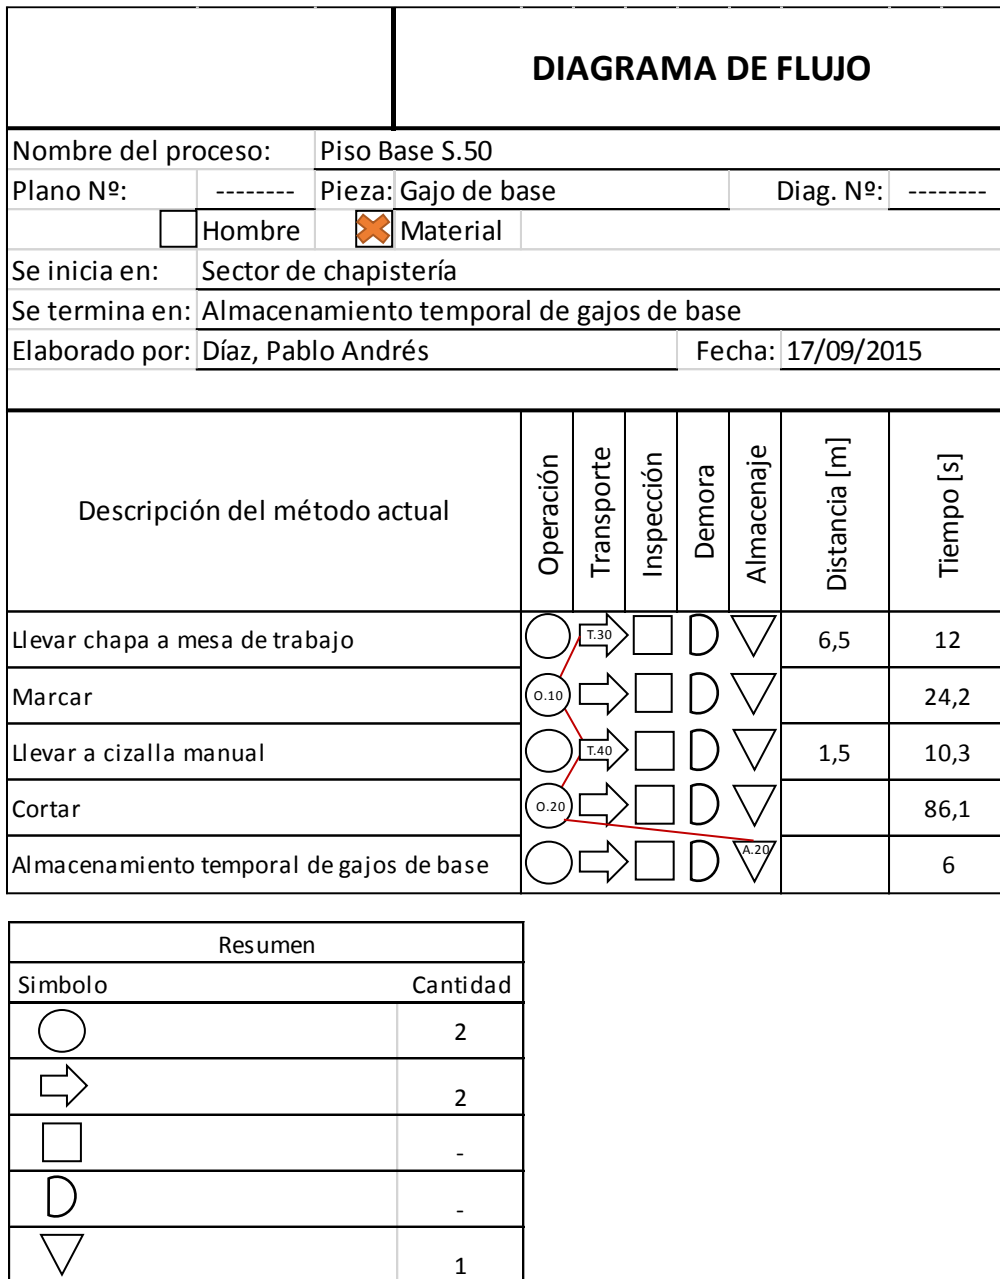 DIAGRAMA DE FLUJO
Nombre del proces​o: Piso Base S.50
Plano Nº: -------- Pieza: Gajo de base Diag. Nº: --------
Hombre Material
Se inicia en: Sector de chapistería
Se termina en: Almacenamiento temporal de gajos de base
Elaborado por: Díaz, Pablo Andrés Fecha: 17/09/2015
Descripción del método actual Operación Transporte Inspección Demora Almacenaje Distancia [m] Tiempo [s]
Llevar chapa a mesa de trabajo T.30 6,5 12
Marcar O.10 24,2
Llevar a cizalla manual T.40 1,5 10,3
Cortar O.20 86,1
Almacenamiento temporal de gajos de base A.20 6
Resumen
Simbolo Cantidad
2
2
-
-
1